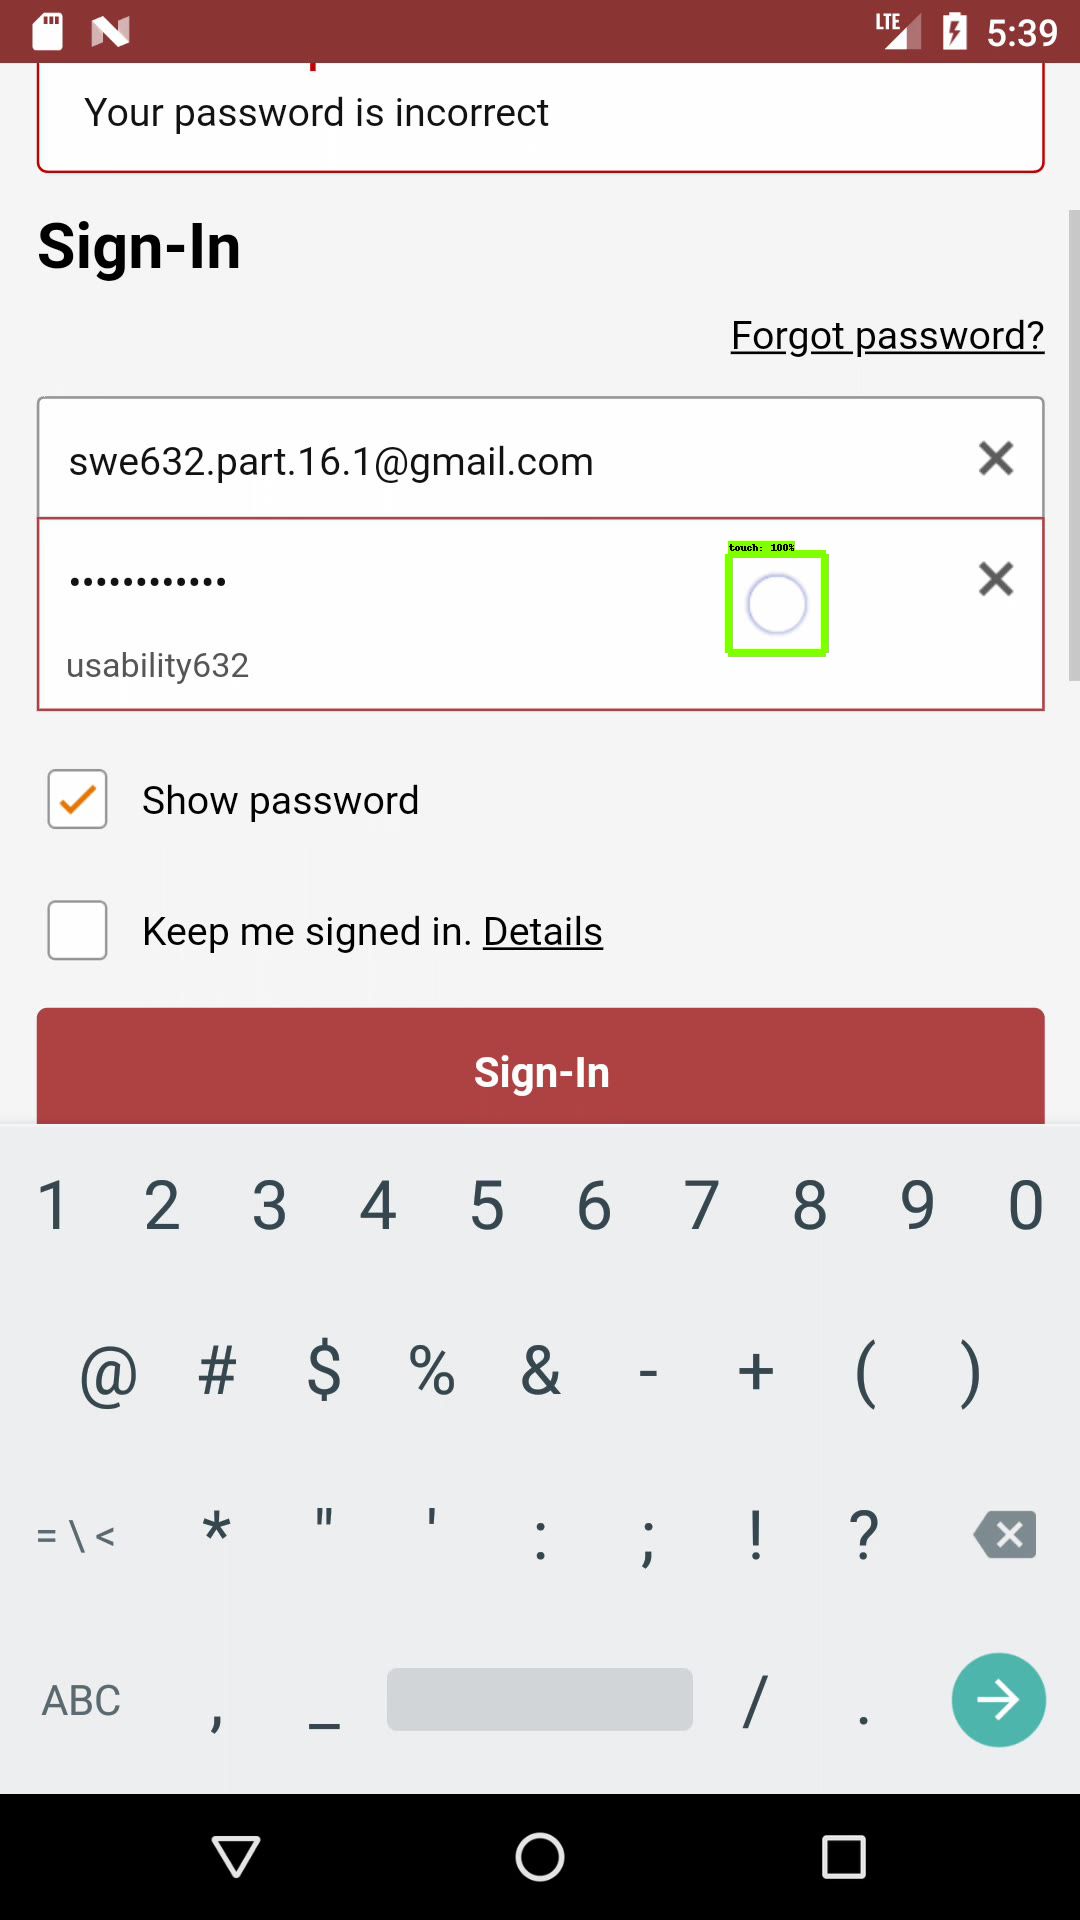 LTE 5:39
Your password is incorrect
Sign-In
Forgot password?
swe632.part.16.1@gmail.com
••••••••••••
touch: 100%
usability632
Show password
Keep me signed in. Details
Sign-In
1 2 3 4 5 6 7 8 9 0
@ # $ % & - + ( )
= \ < * " ' : ; ! ?
ABC , _ / .